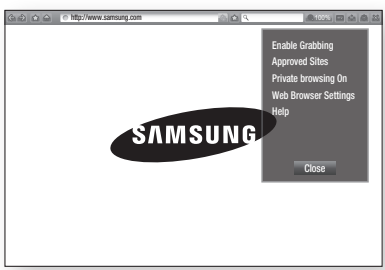 http://www.samsung.com
100%
Enable Grabbing
Approved Sites
Private browsing On
Web Browser Settings
Help
SAMSUNG
Close